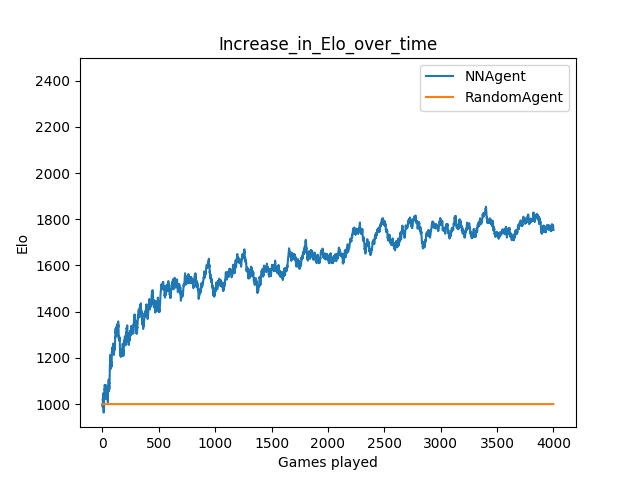 Increase_in_Elo_over_time
NNAgent
RandomAgent
2400
2200
2000
1800
1600
1400
1200
1000
Elo
0 500 1000 1500 2000 2500 3000 3500 4000
Games played